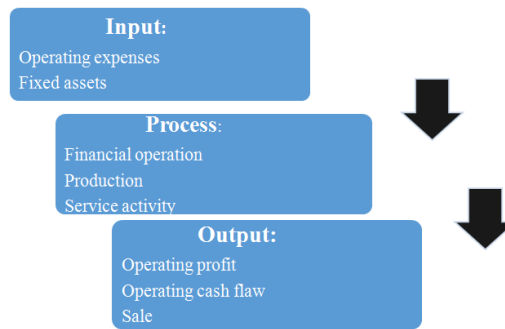 Input:
Operating expenses
Fixed assets
Process:
Financial operation
Production
Service activity
Output:
Operating profit
Operating cash flaw
Sale